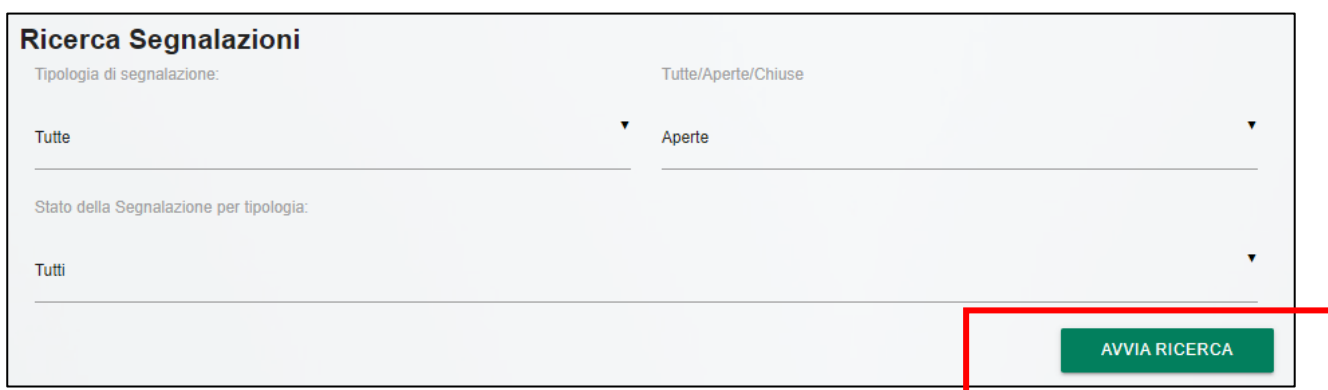 Ricerca Segnalazioni
Tipologia di segnalazione:
Tutte/Aperte/Chiuse
Tutte
Aperte
Stato della Segnalazione per tipologia:
Tutti
AVVIA RICERCA